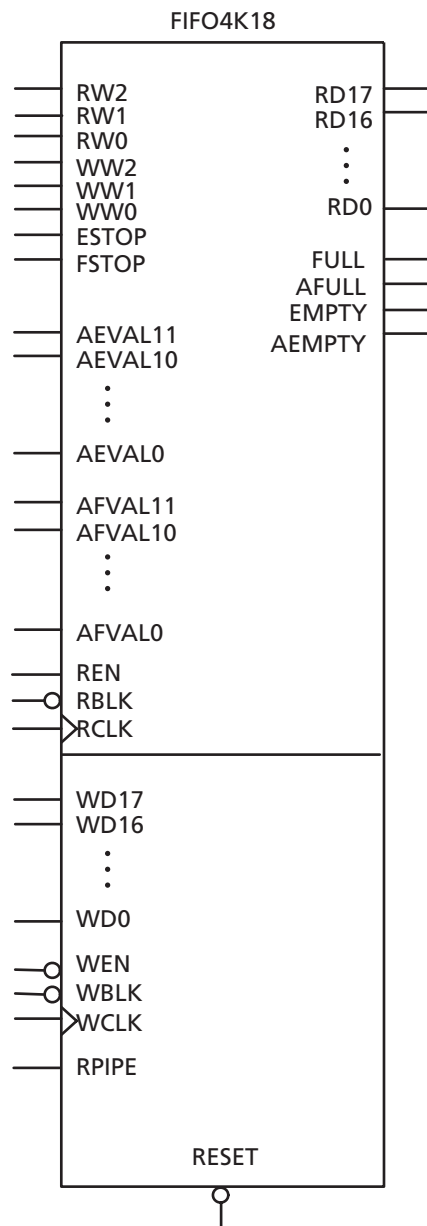 FIFO4K18
RW2
RW1
RW0
WW2
WW1
WW0
ESTOP
FSTOP
AEVAL11
AEVAL10
AEVAL0
AFVAL11
AFVAL10
AFVAL0
REN
RBLK
RCLK
RD17
RD16
RD0
FULL
AFULL
EMPTY
AEMPTY
WD17
WD16
WD0
WEN
WBLK
WCLK
RPIPE
RESET